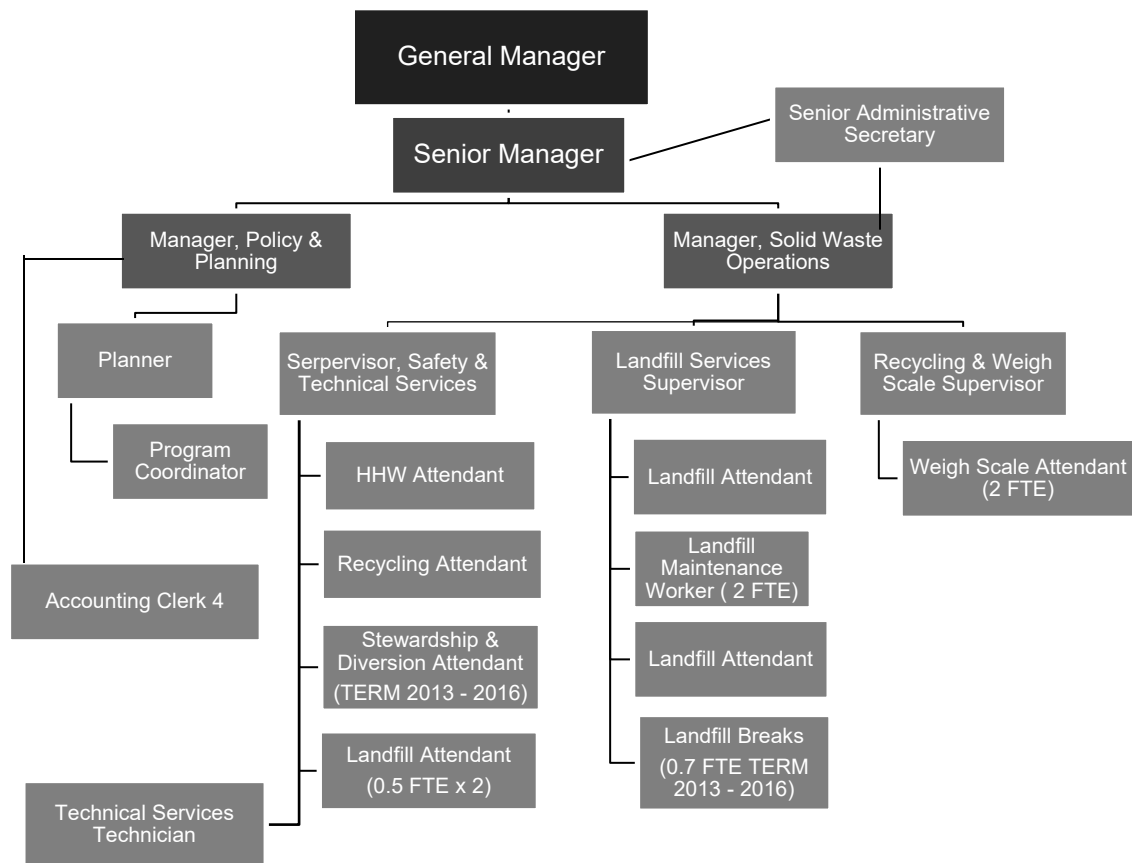 General Manager
Senior Administrative
Secretary
Senior Manager
Manager, Policy &
Planning
Manager, Solid Waste
Operations
Planner
Serpervisor, Safety &
Technical Services
Landfill Services
Supervisor
Recycling & Weigh
Scale Supervisor
Program
Coordinator
HHW Attendant
Landfill Attendant
Weigh Scale Attendant
(2 FTE)
Recycling Attendant
Landfill
Maintenance
Worker ( 2 FTE)
Accounting Clerk 4
Stewardship &
Diversion Attendant
(TERM 2013 - 2016)
Landfill Attendant
Landfill Attendant
(0.5 FTE x 2)
Landfill Breaks
(0.7 FTE TERM
2013 - 2016)
Technical Services
Technician